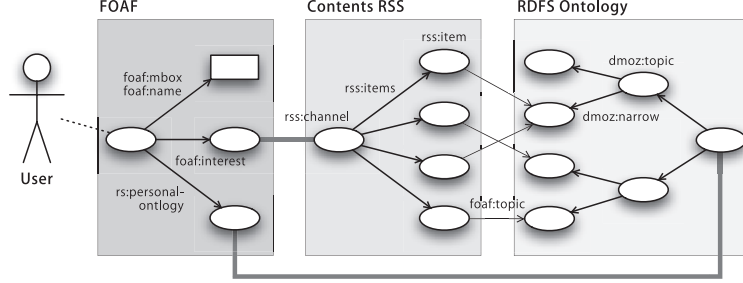 FOAF
Contents RSS
RDFS Ontology
rss:item
foaf:mbox
foaf:name
rss:items
dmoz:topic
rss:channel
dmoz:narrow
foaf:interest
User
rs:personal-
ontlogy
foaf:topic